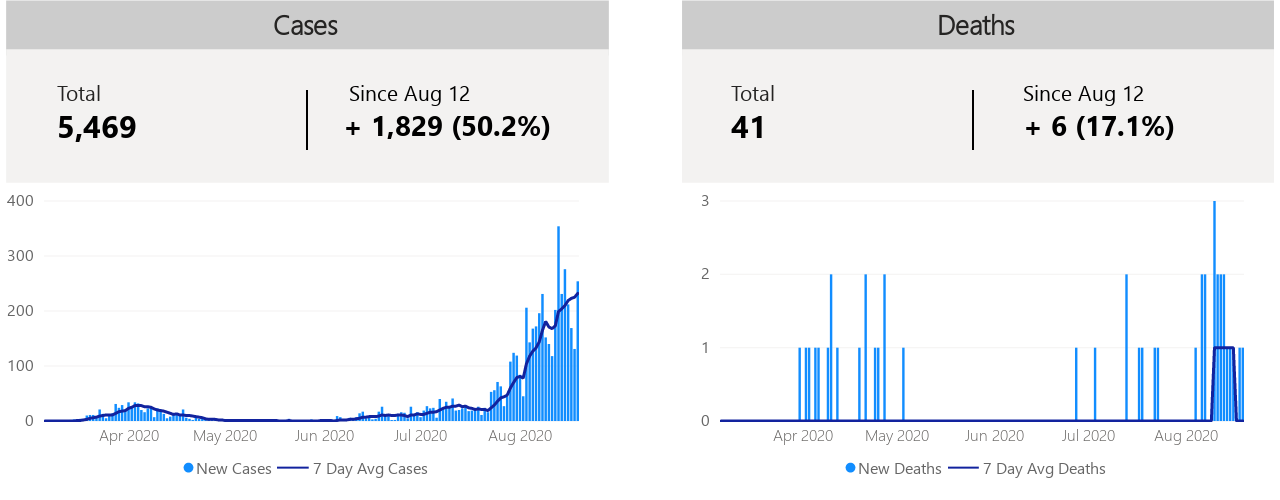 Cases
Total
5,469
Since Aug 12
+ 1,829 (50.2%)
400
300
200
100
0
Apr 2020 May 2020 Jun 2020 Jul 2020 Aug 2020
New Cases 7 Day Avg Cases
Deaths
Total
41
Since Aug 12
+ 6 (17.1%)
3
2
1
0
Apr 2020 May 2020 Jun 2020 Jul 2020 Aug 2020
New Deaths 7 Day Avg Deaths